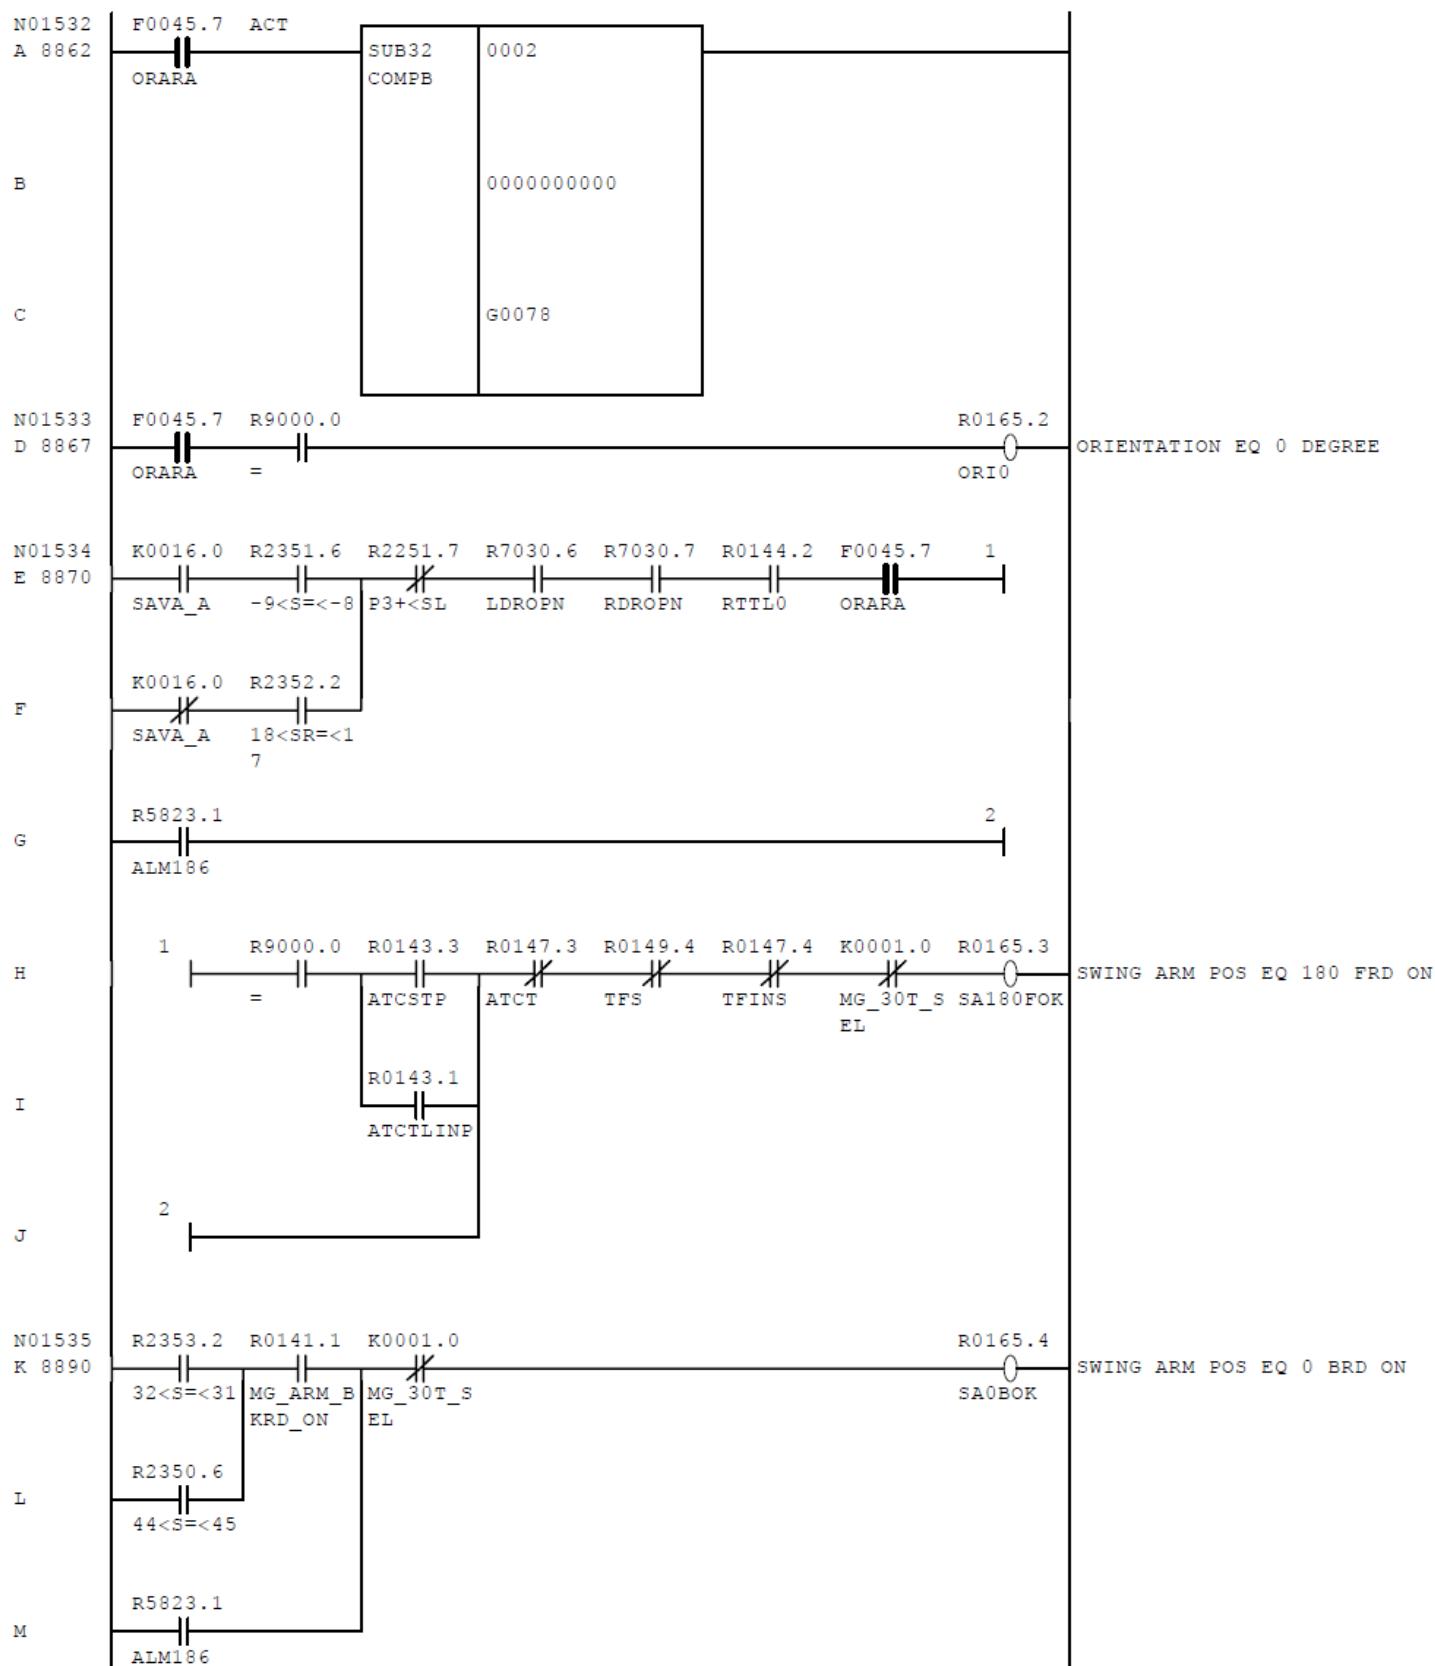 N01532 F0045.7 ACT
A 8862 SUB32 0002
ORARA COMPB
B 0000000000
C G0078
N01533 F0045.7 R9000.0 R0165.2
D 8867 ORIENTATION EQ 0 DEGREE
ORARA = ORI0
N01534 K0016.0 R2351.6 R2251.7 R7030.6 R7030.7 R0144.2 F0045.7 1
E 8870
SAVA_A -9<S=<-8 P3+<SL LDROPN RDROPN RTTL0 ORARA
K0016.0 R2352.2
F
SAVA_A 18<SR=<1
7
R5823.1 2
G
ALM186
1 R9000.0 R0143.3 R0147.3 R0149.4 R0147.4 K0001.0 R0165.3
H SWING ARM POS EQ 180 FRD ON
= ATCSTP ATCT TFS TFINS MG_30T_S SA180FOK
EL
R0143.1
I
ATCTLINP
2
J
N01535 R2353.2 R0141.1 K0001.0 R0165.4
K 8890 SWING ARM POS EQ 0 BRD ON
32<S=<31 MG_ARM_B MG_30T_S SA0BOK
KRD_ON EL
R2350.6
L
44<S=<45
R5823.1
M
ALM186